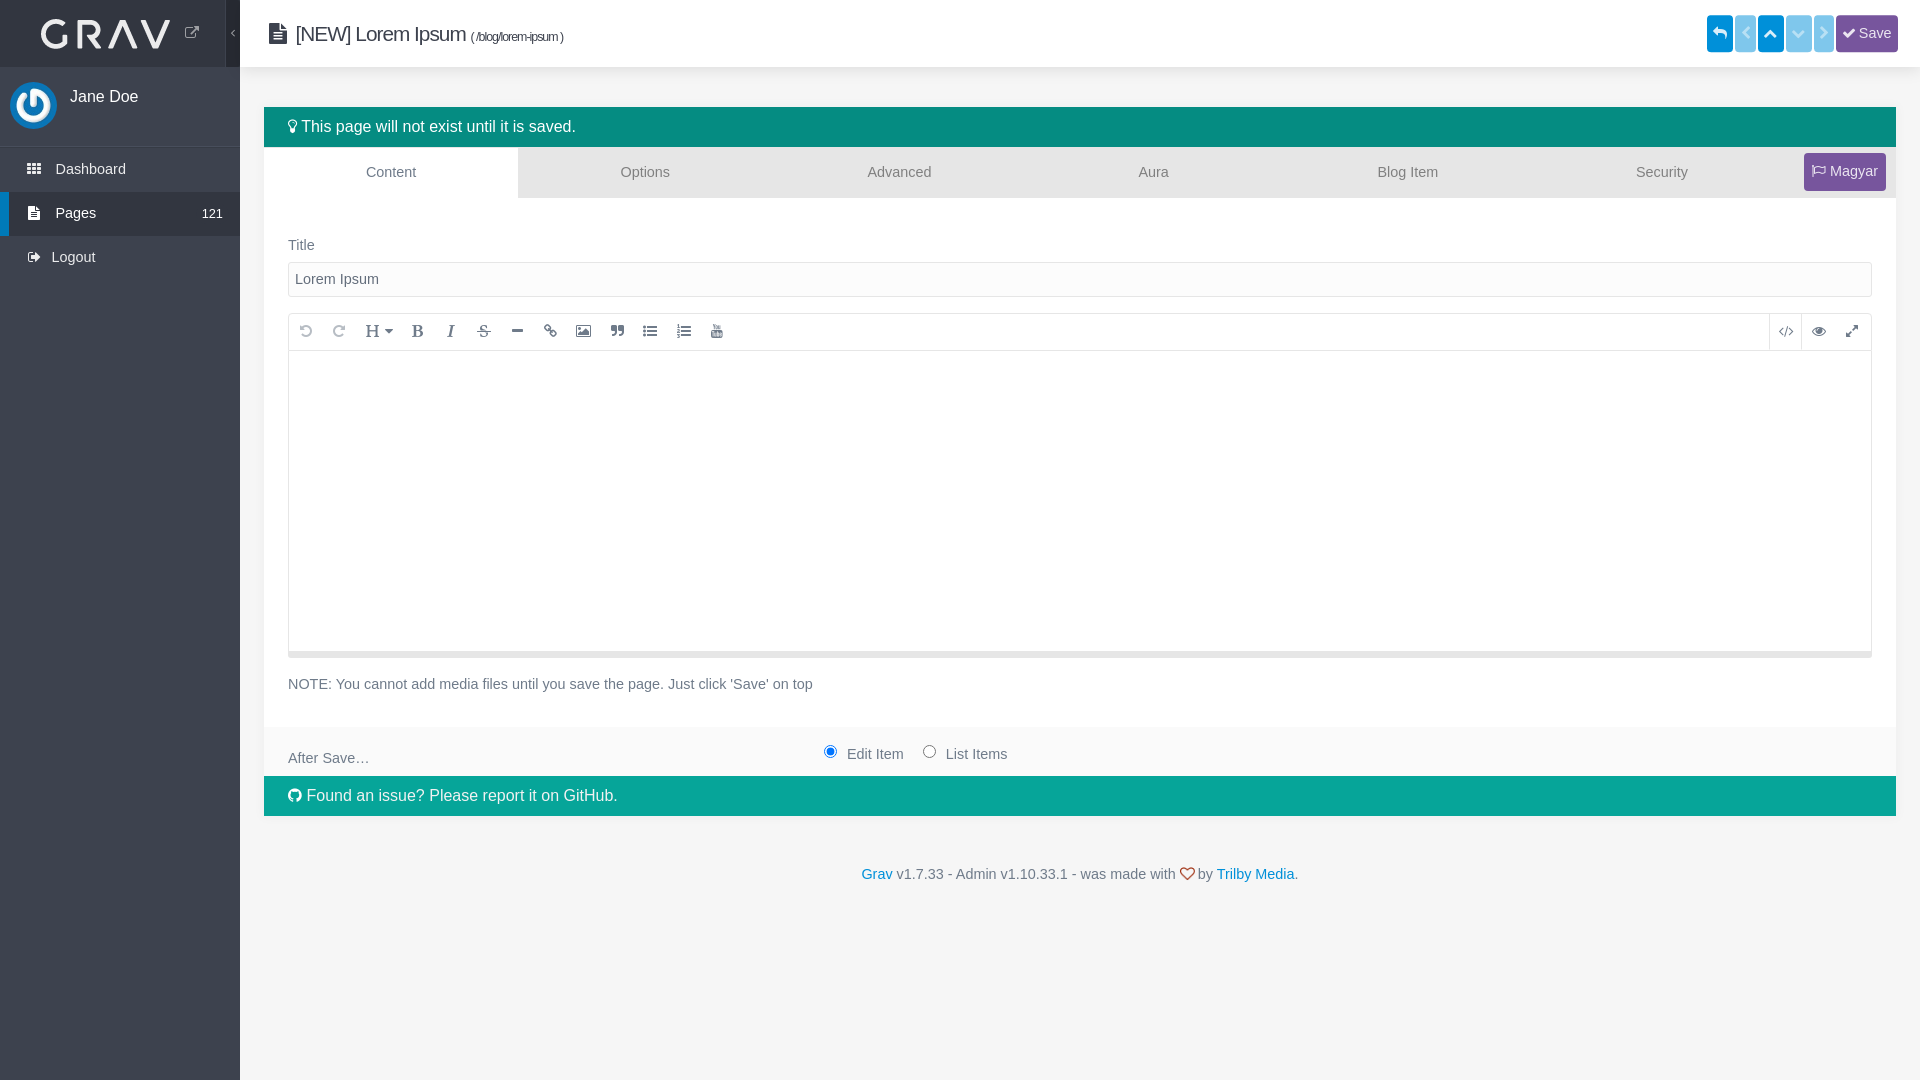 GRAV
[NEW] Lorem Ipsum ( /blog/lorem-ipsum )
Save
Jane Doe
Dashboard
Pages 121
Logout
This page will not exist until it is saved.
Content Options Advanced Aura Blog Item Security Magyar
Title
Lorem Ipsum
NOTE: You cannot add media files until you save the page. Just click 'Save' on top
After Save…
Edit Item List Items
Found an issue? Please report it on GitHub.
Grav v1.7.33 - Admin v1.10.33.1 - was made with by Trilby Media.